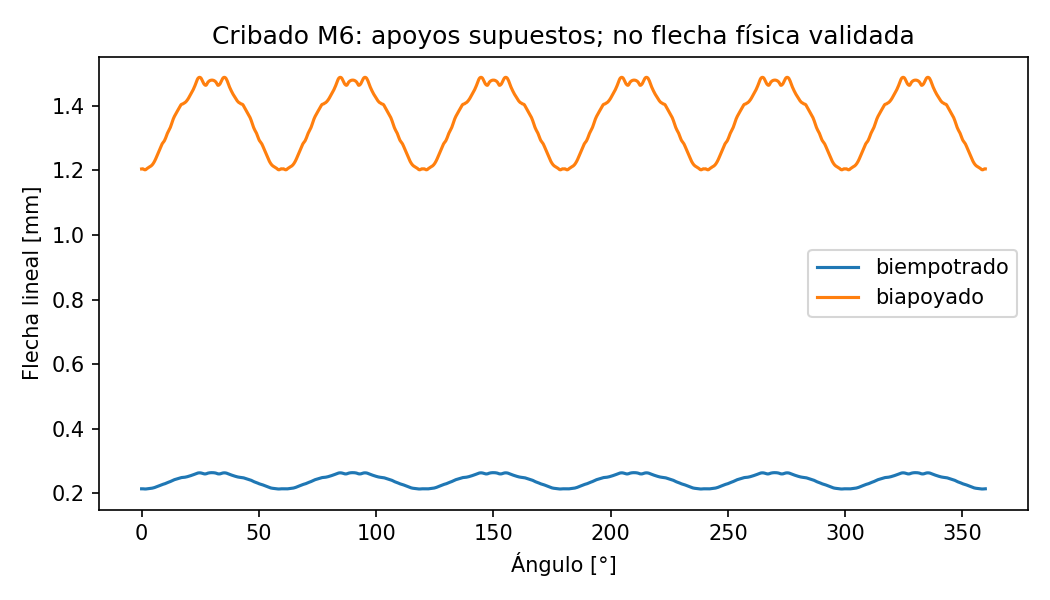 Cribado M6: apoyos supuestos; no flecha física validada
Flecha lineal [mm]
1.4
1.2
1.0
0.8
0.6
0.4
0.2
biempotrado
biapoyado
0 50 100 150 200 250 300 350
Ángulo [°]